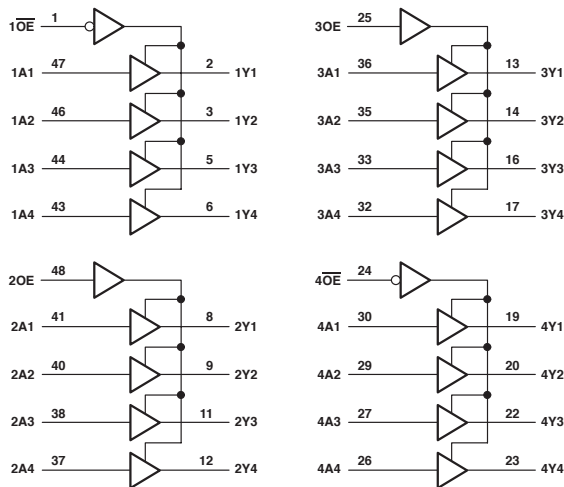 1O̅E̅ 1
1A1 47 2 1Y1
1A2 46 3 1Y2
1A3 44 5 1Y3
1A4 43 6 1Y4
3OE 25
3A1 36 13 3Y1
3A2 35 14 3Y2
3A3 33 16 3Y3
3A4 32 17 3Y4
2OE 48
2A1 41 8 2Y1
2A2 40 9 2Y2
2A3 38 11 2Y3
2A4 37 12 2Y4
4O̅E̅ 24
4A1 30 19 4Y1
4A2 29 20 4Y2
4A3 27 22 4Y3
4A4 26 23 4Y4